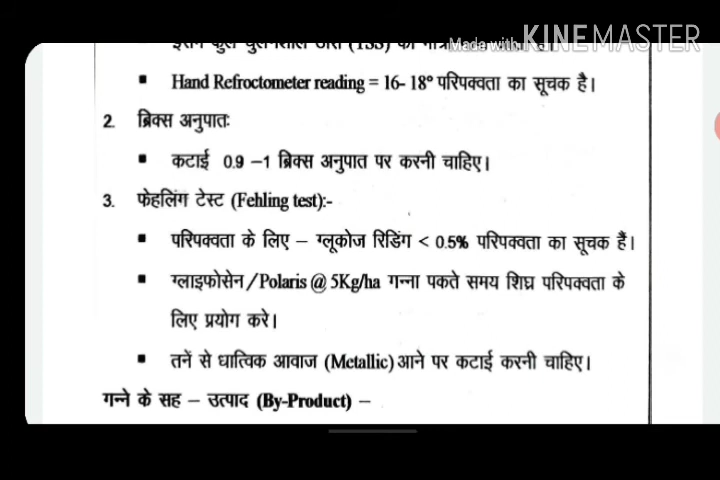 Made with KINEMASTER
(TSS)
▪ Hand Refroctometer reading = 16- 18° परिपक्वता का सूचक है।
2. ब्रिक्स अनुपातः
▪ कटाई 0.9 –1 ब्रिक्स अनुपात पर करनी चाहिए।
3. फेहलिंग टेस्ट (Fehling test):-
▪ परिपक्वता के लिए – ग्लूकोज रिडिंग < 0.5% परिपक्वता का सूचक हैं।
▪ ग्लाइफोसेन/Polaris @ 5Kg/ha गन्ना पकते समय शिघ्र परिपक्वता के
लिए प्रयोग करे।
▪ तनें से धात्विक आवाज (Metallic) आने पर कटाई करनी चाहिए।
गन्ने के सह – उत्पाद (By-Product) –